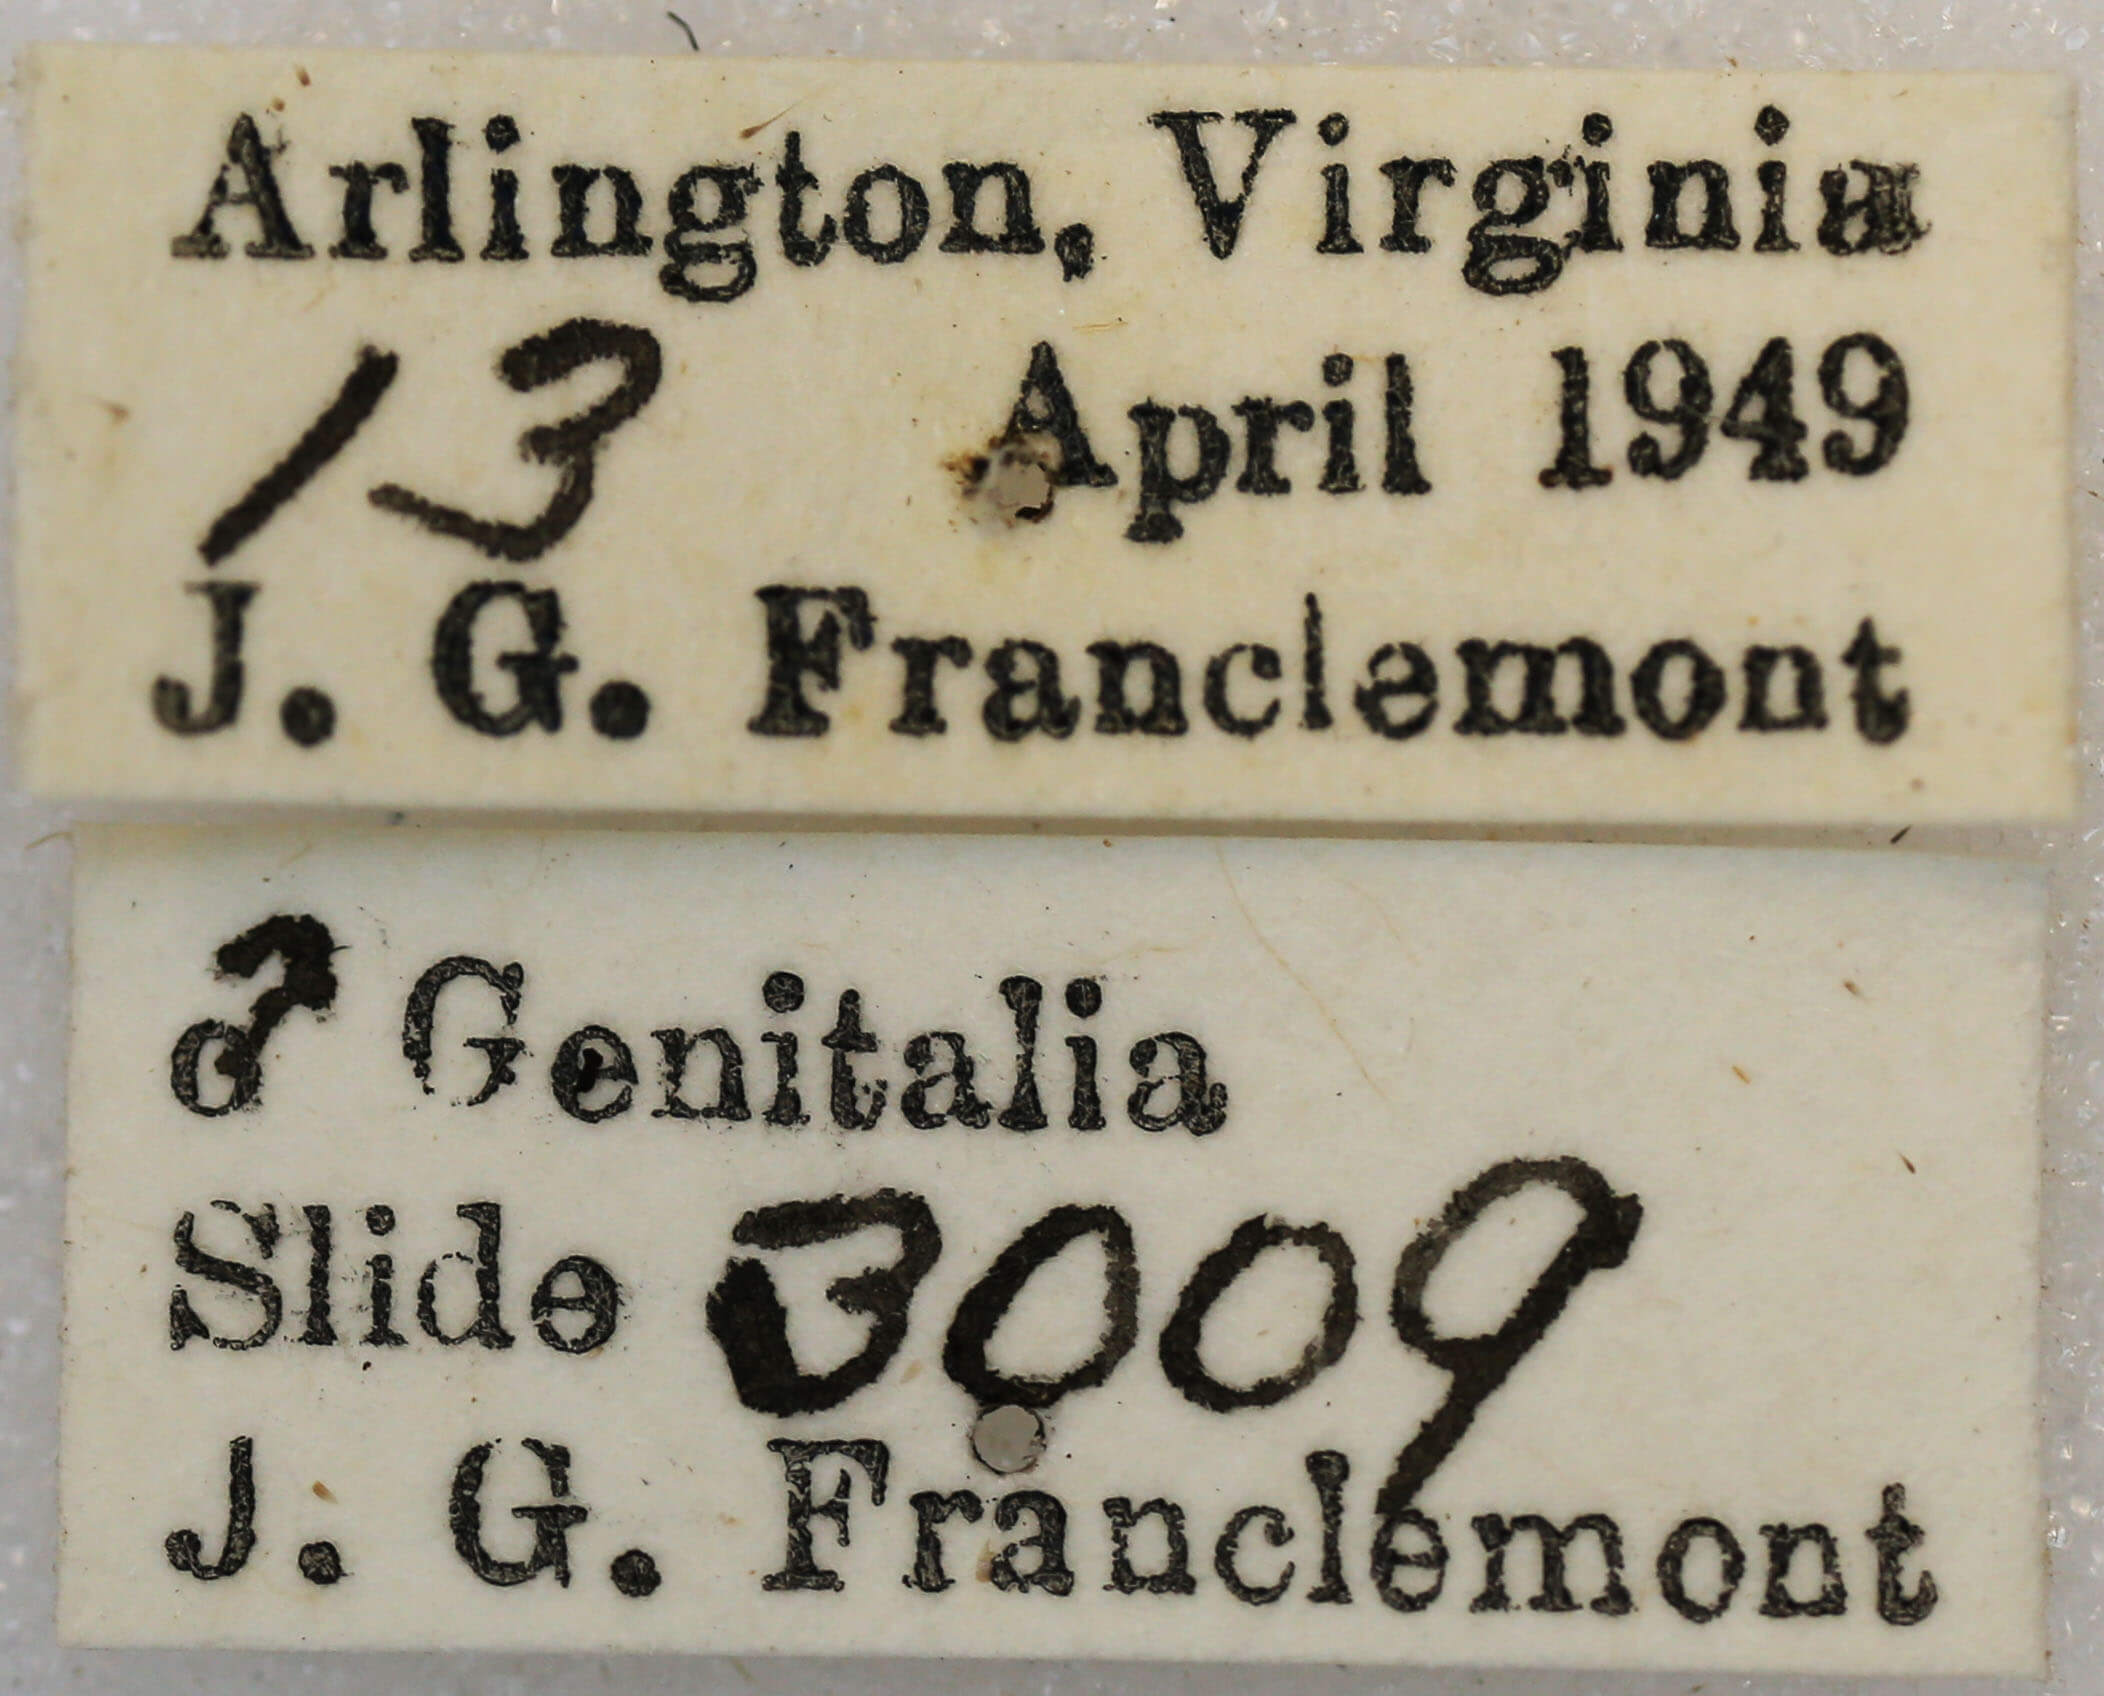 Arlington, Virginia
13 April 1949
J. G. Franclemont
♂ Genitalia
Slide 3009
J. G. Franclemont